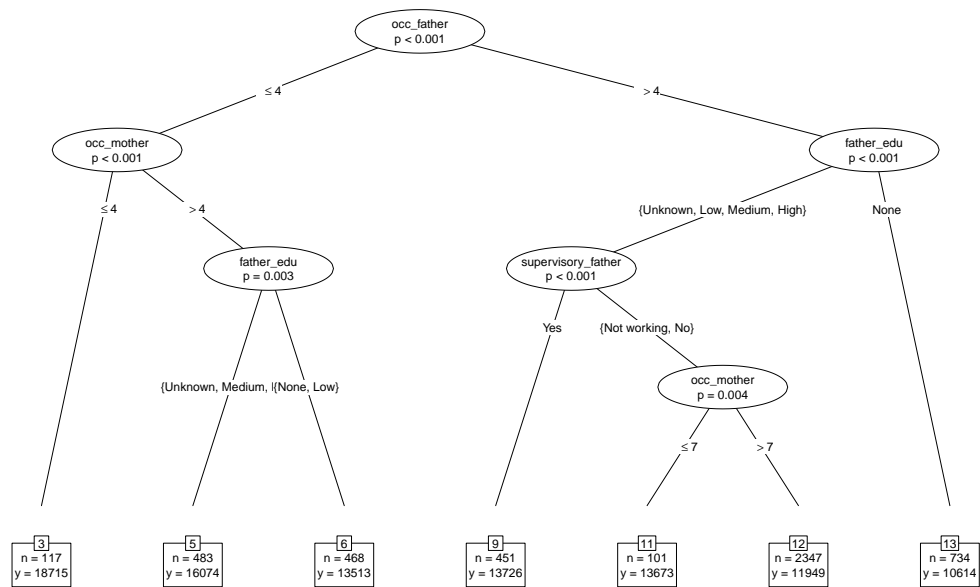 occ_father
p < 0.001
≤ 4
> 4
occ_mother
p < 0.001
father_edu
p < 0.001
≤ 4
> 4
{Unknown, Low, Medium, High}
None
father_edu
p = 0.003
supervisory_father
p < 0.001
Yes
{Not working, No}
{Unknown, Medium,
{None, Low}
occ_mother
p = 0.004
≤ 7
> 7
3
n = 117
y = 18715
5
n = 483
y = 16074
6
n = 468
y = 13513
9
n = 451
y = 13726
11
n = 101
y = 13673
12
n = 2347
y = 11949
13
n = 734
y = 10614